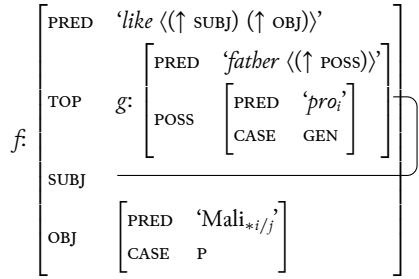 PRED ‘like ⟨(↑ SUBJ) (↑ OBJ)⟩’
PRED ‘father ⟨(↑ POSS)⟩’
TOP g: PRED ‘proᵢ’
POSS
CASE GEN
f:
SUBJ
PRED ‘Mali∗i/j’
OBJ
CASE P